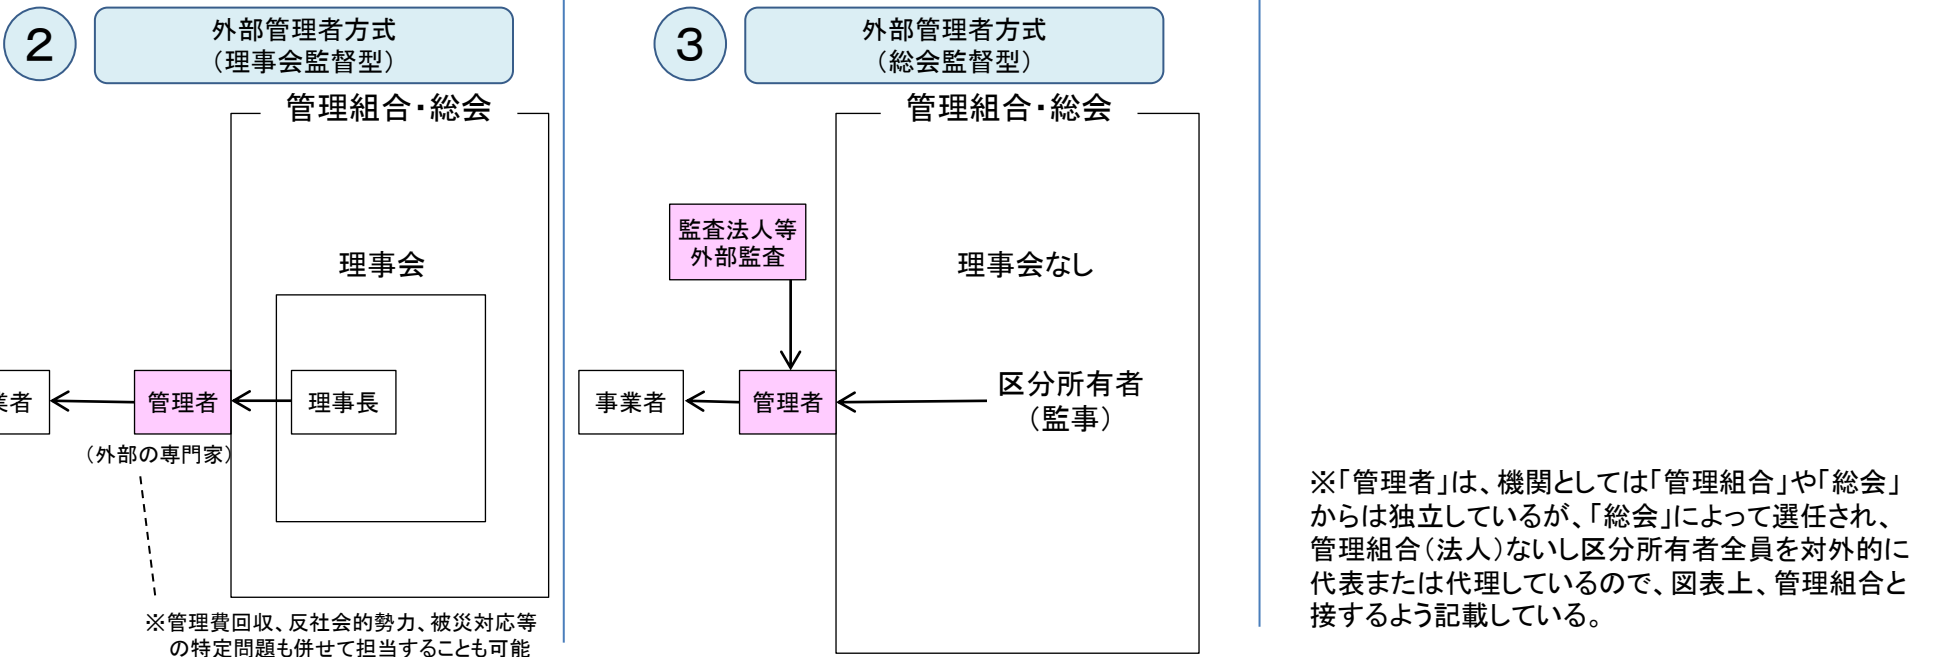 ２
外部管理者方式
（理事会監督型）
管理組合・総会
理事会
業者
管理者
理事長
（外部の専門家）
※管理費回収、反社会的勢力、被災対応等
の特定問題も併せて担当することも可能
３
外部管理者方式
（総会監督型）
管理組合・総会
監査法人等
外部監査
理事会なし
事業者
管理者
区分所有者
（監事）
※「管理者」は、機関としては「管理組合」や「総会」
からは独立しているが、「総会」によって選任され、
管理組合（法人）ないし区分所有者全員を対外的に
代表または代理しているので、図表上、管理組合と
接するよう記載している。